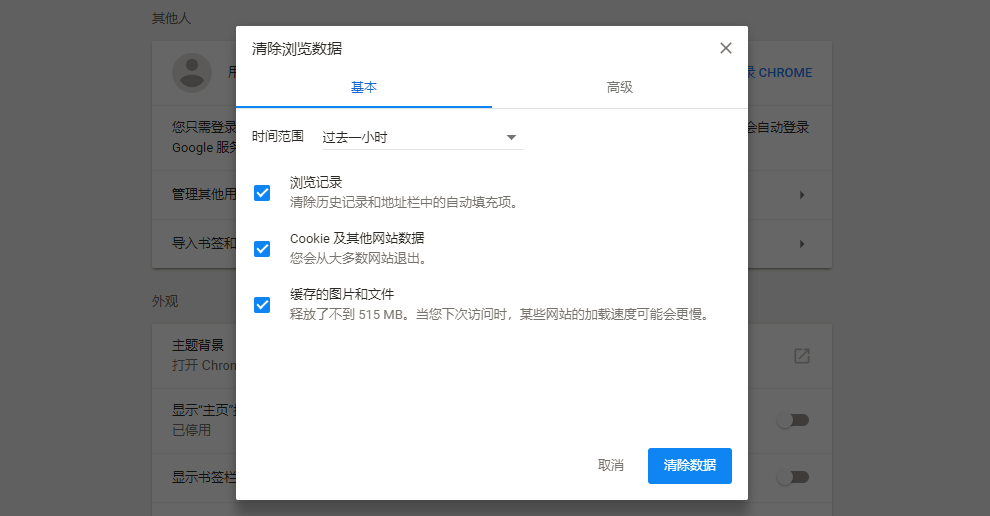 其他人
清除浏览数据
用
录 CHROME
基本
高级
您只需登录
会自动登录
Google 服务
时间范围
过去一小时
管理其他用
浏览记录
清除历史记录和地址栏中的自动填充项。
导入书签和
Cookie 及其他网站数据
您会从大多数网站退出。
外观
缓存的图片和文件
释放了不到 515 MB。当您下次访问时，某些网站的加载速度可能会更慢。
主题背景
打开 Chrom
显示“主页”
已停用
取消
清除数据
显示书签栏